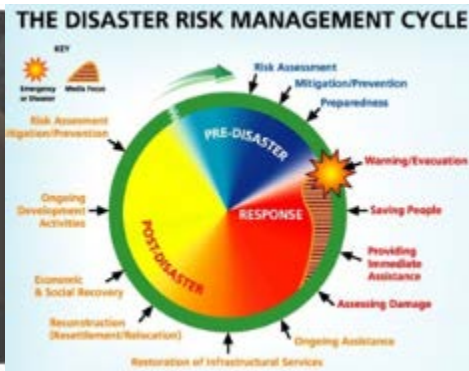 THE DISASTER RISK MANAGEMENT CYCLE
KEY
Emergency
or Disaster
Media Focus
Risk Assessment
Mitigation/Prevention
Preparedness
Warning/Evacuation
Saving People
Providing
Immediate
Assistance
Assessing Damage
Ongoing Assistance
Restoration of Infrastructural Services
Reconstruction
(Resettlement/Relocation)
Economic
& Social Recovery
Ongoing
Development
Activities
Risk Assesment
itigation/Prevention
PRE-DISASTER
RESPONSE
POST-DISASTER